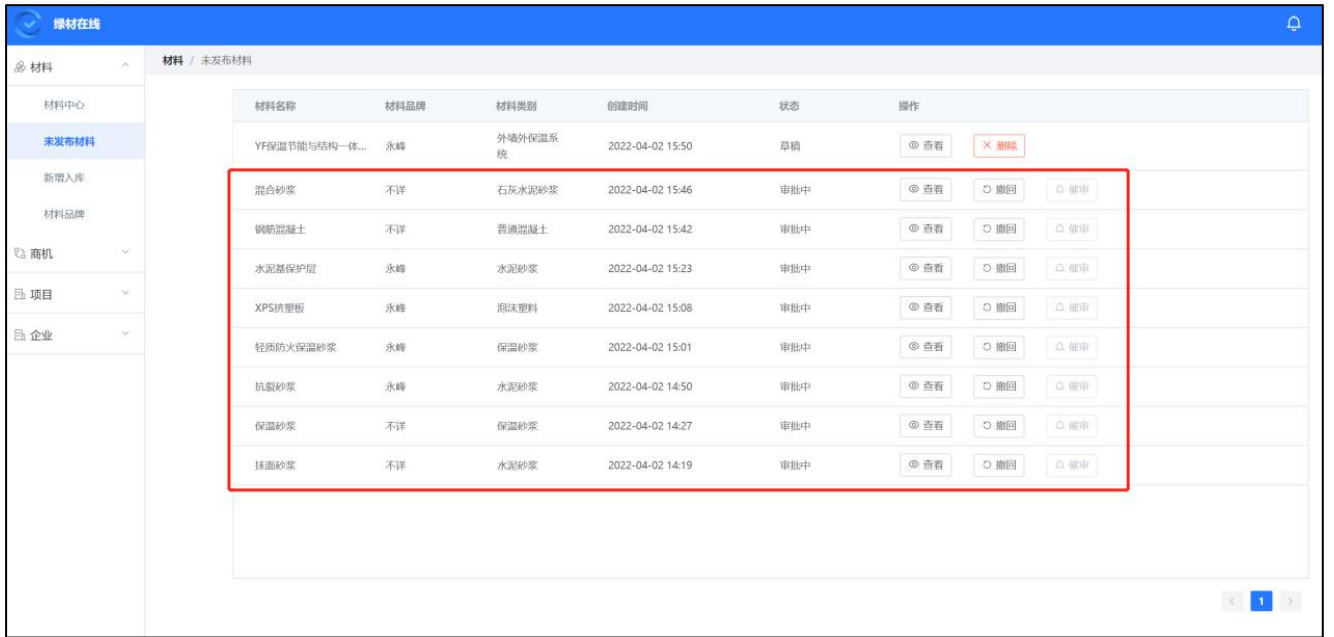 绿材在线
材料
材料 / 未发布材料
材料中心
未发布材料
新增入库
材料品牌
商机
项目
企业
材料名称 材料品牌 材料类别 创建时间 状态 操作
YF保温节能与结构一体... 永峰 外墙外保温系 2022-04-02 15:50 草稿 查看 删除
统
混合砂浆 不详 石灰水泥砂浆 2022-04-02 15:46 审批中 查看 撤回 催审
钢筋混凝土 不详 普通混凝土 2022-04-02 15:42 审批中 查看 撤回 催审
水泥基保护层 永峰 水泥砂浆 2022-04-02 15:23 审批中 查看 撤回 催审
XPS挤塑板 永峰 泡沫塑料 2022-04-02 15:08 审批中 查看 撤回 催审
轻质防火保温砂浆 永峰 保温砂浆 2022-04-02 15:01 审批中 查看 撤回 催审
抗裂砂浆 永峰 水泥砂浆 2022-04-02 14:50 审批中 查看 撤回 催审
保温砂浆 不详 保温砂浆 2022-04-02 14:27 审批中 查看 撤回 催审
抹面砂浆 不详 水泥砂浆 2022-04-02 14:19 审批中 查看 撤回 催审
1